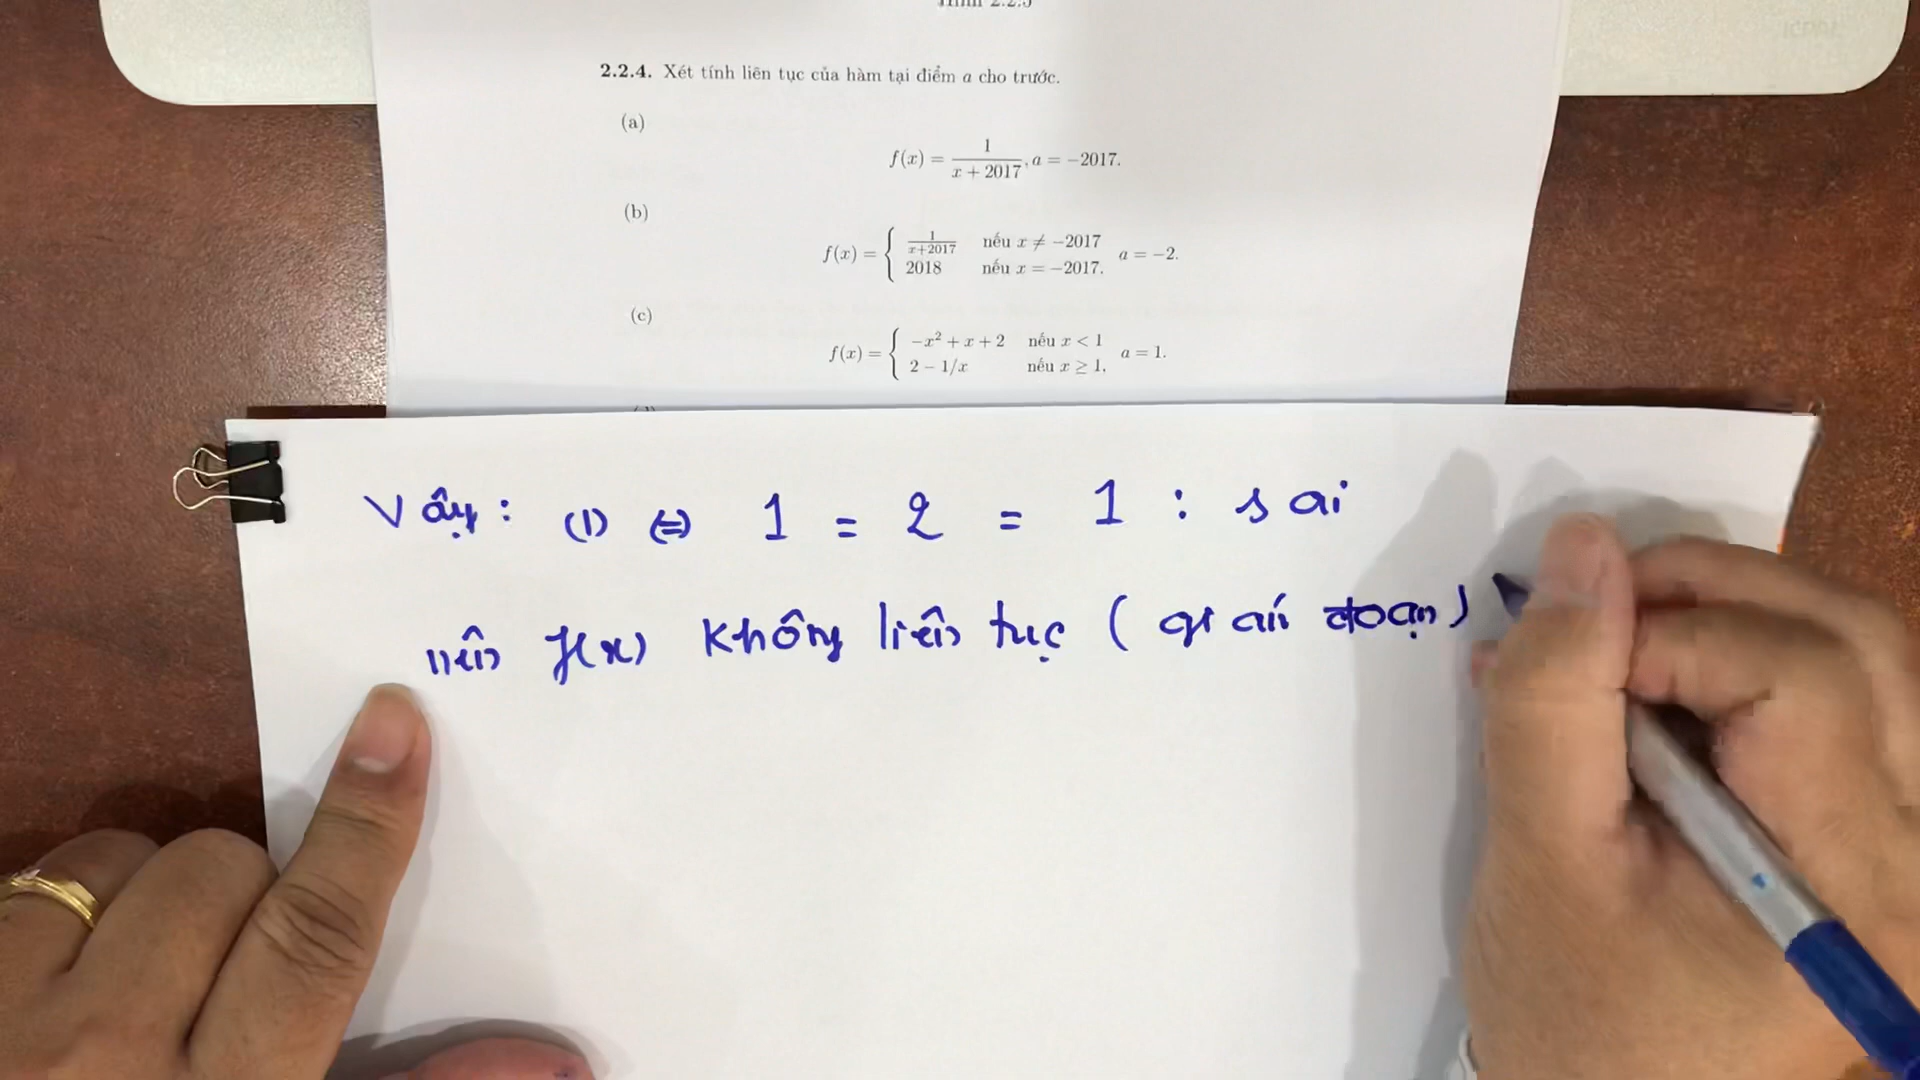 2.2.4. Xét tính liên tục của hàm tại điểm a cho trước.
(a)
f(x) = 1/(x + 2017), a = −2017.
(b)
f(x) = { 1/(x+2017) nếu x ≠ −2017
2018 nếu x = −2017. a = −2.
(c)
f(x) = { −x² + x + 2 nếu x < 1
2 − 1/x nếu x ≥ 1, a = 1.
Vậy : (1) ⇔ 1 = 2 = 1 : sai
nên f(x) không liên tục ( gián đoạn)